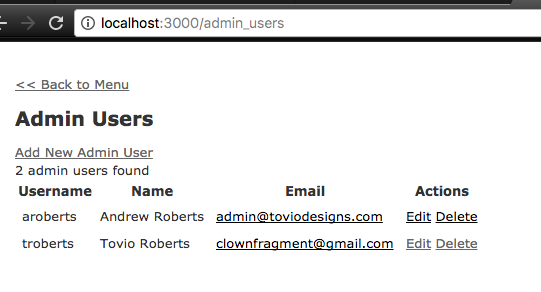 localhost:3000/admin_users
<< Back to Menu
Admin Users
Add New Admin User
2 admin users found
Username Name Email Actions
aroberts Andrew Roberts admin@toviodesigns.com Edit Delete
troberts Tovio Roberts clownfragment@gmail.com Edit Delete